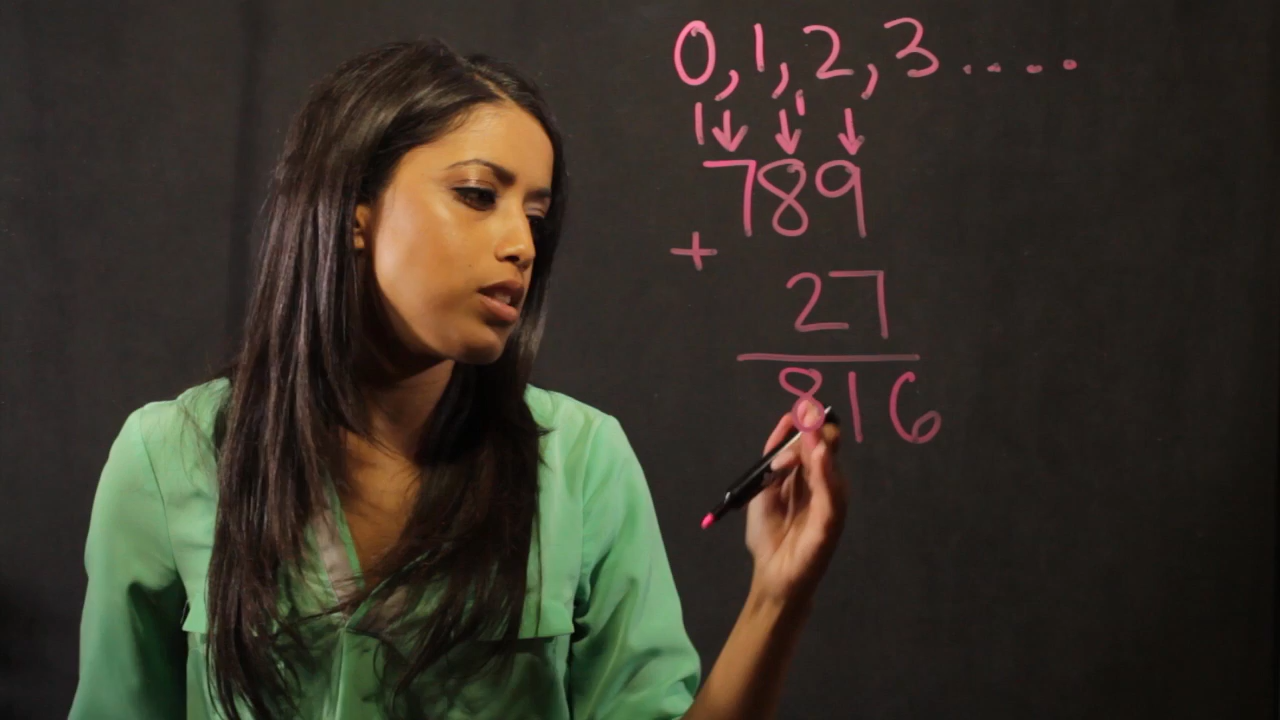 0, 1, 2, 3 ....
1↓ ↓1 ↓
789
+
27
816